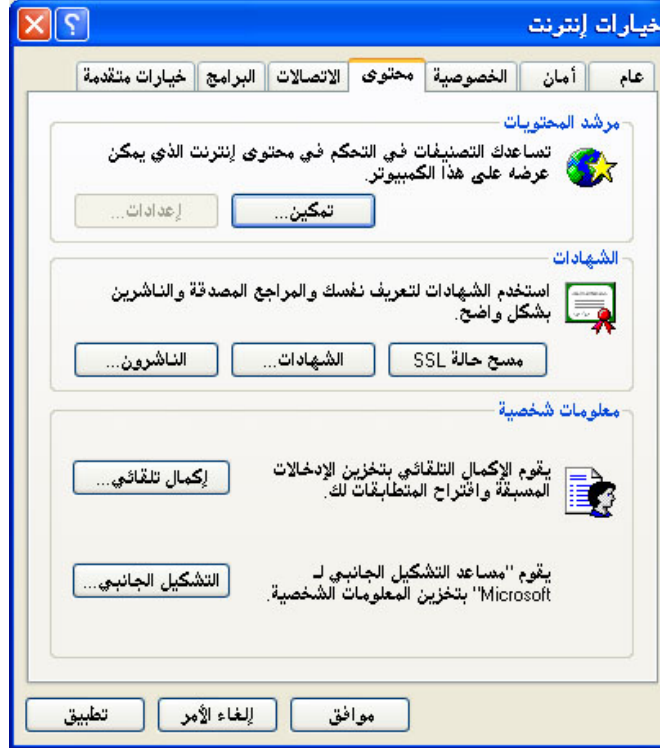 خيارات إنترنت
عام
أمان
الخصوصية
محتوى
الاتصالات
البرامج
خيارات متقدمة
مرشد المحتويات
تساعدك التصنيفات في التحكم في محتوى إنترنت الذي يمكن
عرضه على هذا الكمبيوتر.
تمكين...
إعدادات...
الشهادات
استخدم الشهادات لتعريف نفسك والمراجع المصدقة والناشرين
بشكل واضح.
مسح حالة SSL
الشهادات...
الناشرون...
معلومات شخصية
يقوم الإكمال التلقائي بتخزين الإدخالات
المسبقة واقتراح المتطابقات لك.
إكمال تلقائي...
يقوم "مساعد التشكيل الجانبي لـ
Microsoft" بتخزين المعلومات الشخصية.
التشكيل الجانبي...
موافق
إلغاء الأمر
تطبيق